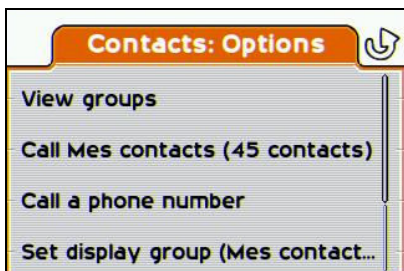 Contacts: Options
View groups
Call Mes contacts (45 contacts)
Call a phone number
Set display group (Mes contact...